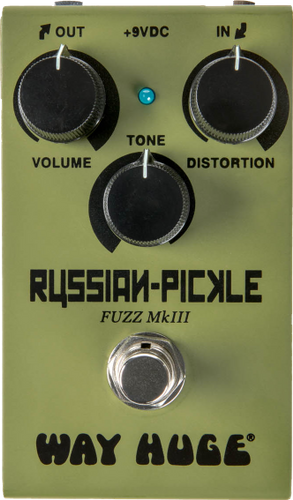 OUT +9VDC IN
TONE
VOLUME DISTORTION
RUSSIAN-PICKLE
FUZZ MkIII
WAY HUGE®